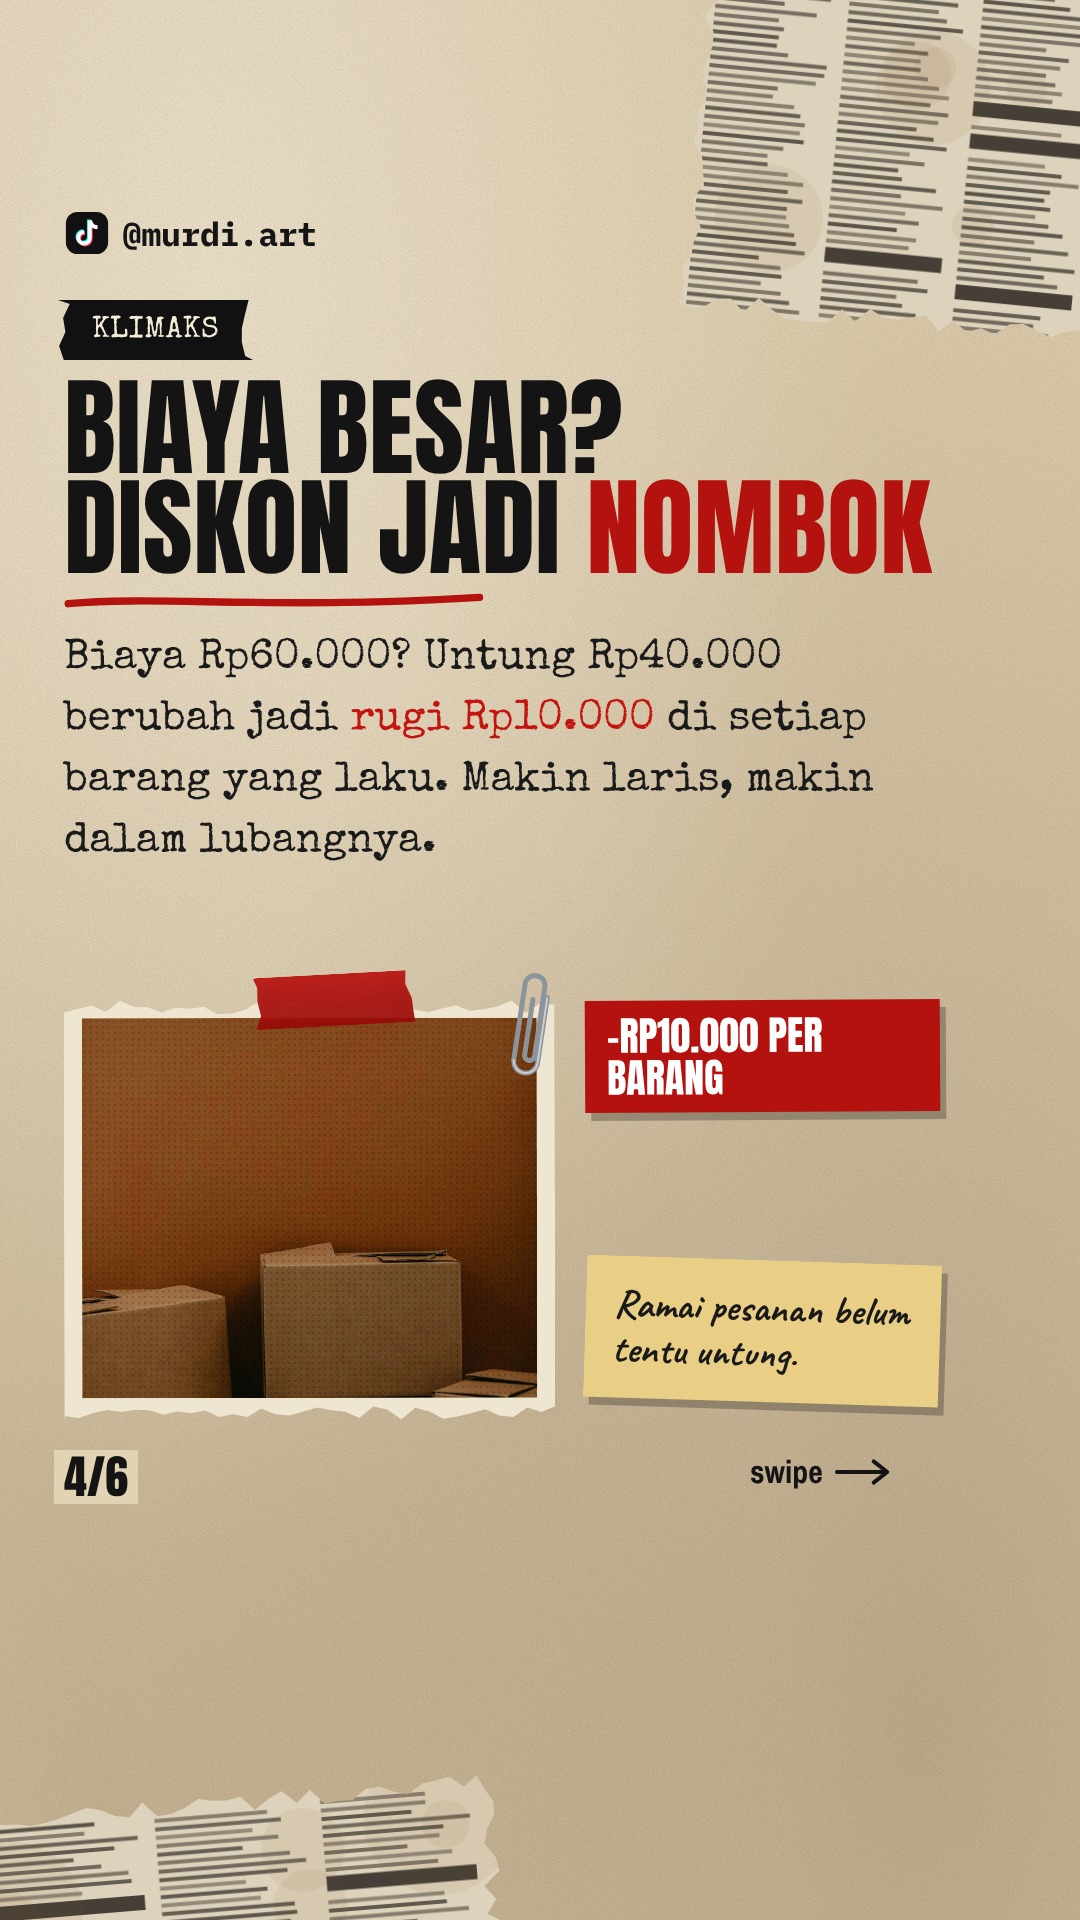 @murdi.art
KLIMAKS
BIAYA BESAR?
DISKON JADI NOMBOK
Biaya Rp60.000? Untung Rp40.000
berubah jadi rugi Rp10.000 di setiap
barang yang laku. Makin laris, makin
dalam lubangnya.
-RP10.000 PER
BARANG
Ramai pesanan belum
tentu untung.
4/6
swipe →